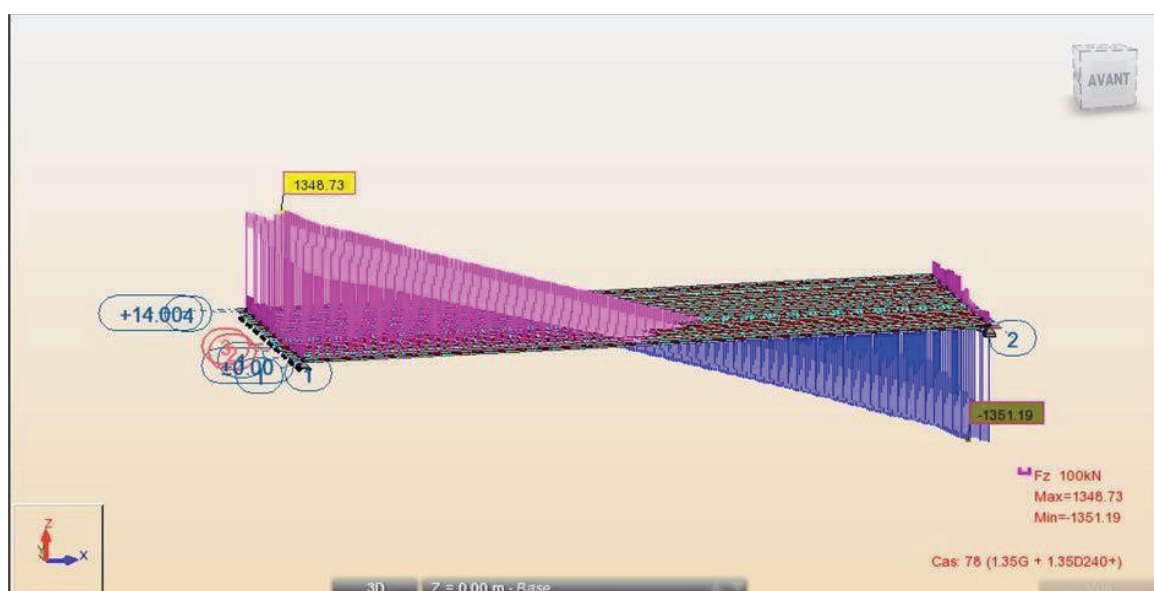 AVANT
1348.73
+14.004
±0.00
1
2
-1351.19
Fz 100kN
Max=1348.73
Min=-1351.19
Cas: 78 (1.35G + 1.35D240+)
Z
X
3D
Z = 0.00 m - Base